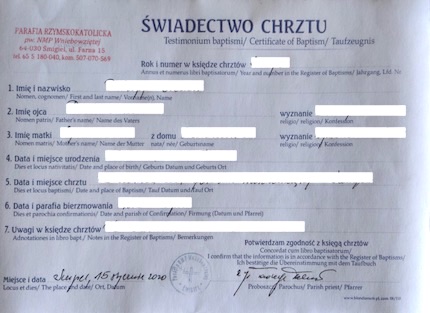 PARAFIA RZYMSKOKATOLICKA
pw. NMP Wniebowziętej
64-030 Śmigiel, ul. Farna 15
ŚWIADECTWO CHRZTU
Testimonium baptismi/ Certificate of Baptism/ Taufzeugnis
Rok i numer w księdze chrztów
Annus et numerus libri baptisatorum/ Year and number in the Register of Baptisms/ Jahrgang, Lfd. Nr
1. Imię i nazwisko
Nomen, cognomen/ First and last name/ Vor- Name
2. Imię ojca
wyznanie
Nomen patris/ Father's name/ Name des Vaters
religio/ religion/ Konfession
3. Imię matki
z domu
wyznanie
Nomen matris/ Mother's name/ Name der Mutter
nata/ née/ Geburtsname
religio/ religion/ Konfession
4. Data i miejsce urodzenia
Dies et locus nativitatis/ Date and place of birth/ Geburts Datum und Geburts Ort
5. Data i miejsce chrztu
Dies et locus baptismi/ Date and place of Baptism/ Tauf Datum und Tauf Ort
6. Data i parafia bierzmowania
Dies et parochia confirmationis/ Date and parish of Confirmation/ Firmung (Datum und Pfarre)
7. Uwagi w księdze chrztów
Adnotationes in libro bapt./ Notes in the Register of Baptisms/ Bemerkungen
Potwierdzam zgodność z księgą chrztów
Concordat cum libro baptisatorum/
I confirm that the information is in accordance with the Register of Baptism/
Ich bestätige die Übereinstimmung mit dem Taufbuch
Miejsce i data Śmigiel, 15 stycznia 2020
Locus et dies/ The place and date/ Ort, Datum
Proboszcz/ Parochus/ Parish priest/ Pfarrer